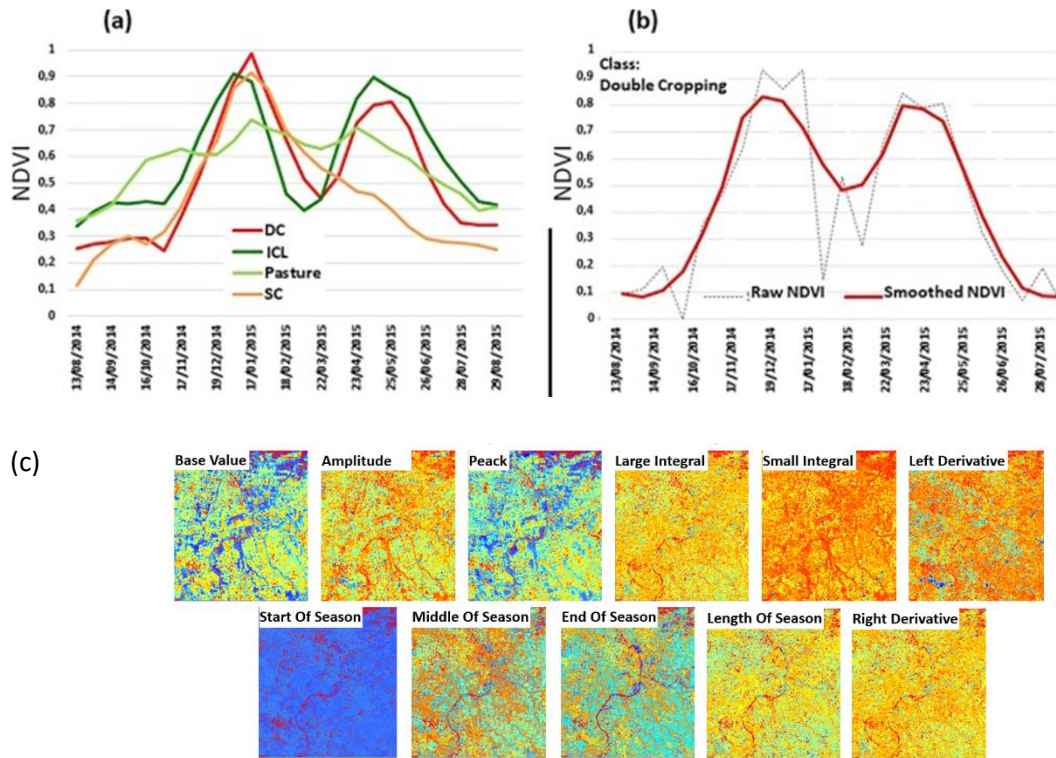 (a)
NDVI
1
0,9
0,8
0,7
0,6
0,5
0,4
0,3
0,2
0,1
0
DC
ICL
Pasture
SC
13/08/2014
14/09/2014
16/10/2014
17/11/2014
19/12/2014
17/01/2015
18/02/2015
22/03/2015
23/04/2015
25/05/2015
26/06/2015
28/07/2015
29/08/2015
(b)
NDVI
1
0,9
0,8
0,7
0,6
0,5
0,4
0,3
0,2
0,1
0
Class:
Double Cropping
Raw NDVI
Smoothed NDVI
13/08/2014
14/09/2014
16/10/2014
17/11/2014
19/12/2014
17/01/2015
18/02/2015
22/03/2015
23/04/2015
25/05/2015
26/06/2015
28/07/2015
(c)
Base Value
Amplitude
Peack
Large Integral
Small Integral
Left Derivative
Start Of Season
Middle Of Season
End Of Season
Length Of Season
Right Derivative